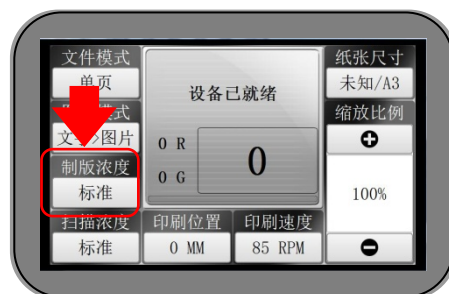 文件模式
单页
模式
文字>图片
制版浓度
标准
扫描浓度
标准
设备已就绪
0 R
0 G
0
印刷位置
0 MM
印刷速度
85 RPM
纸张尺寸
未知/A3
缩放比例
100%